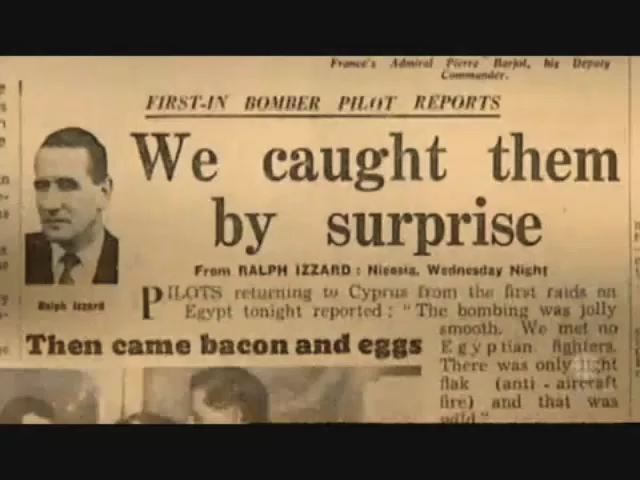 France's Admiral Pierre Barjot, his Deputy
Commander.
FIRST-IN BOMBER PILOT REPORTS
We caught them
by surprise
From RALPH IZZARD : Nicosia, Wednesday Night
Ralph Izzard
PILOTS returning to Cyprus from the first raids on
Egypt tonight reported : "The bombing was jolly
smooth. We met no
Egyptian fighters.
There was only light
flak (anti-aircraft
fire) and that was
wild."
Then came bacon and eggs